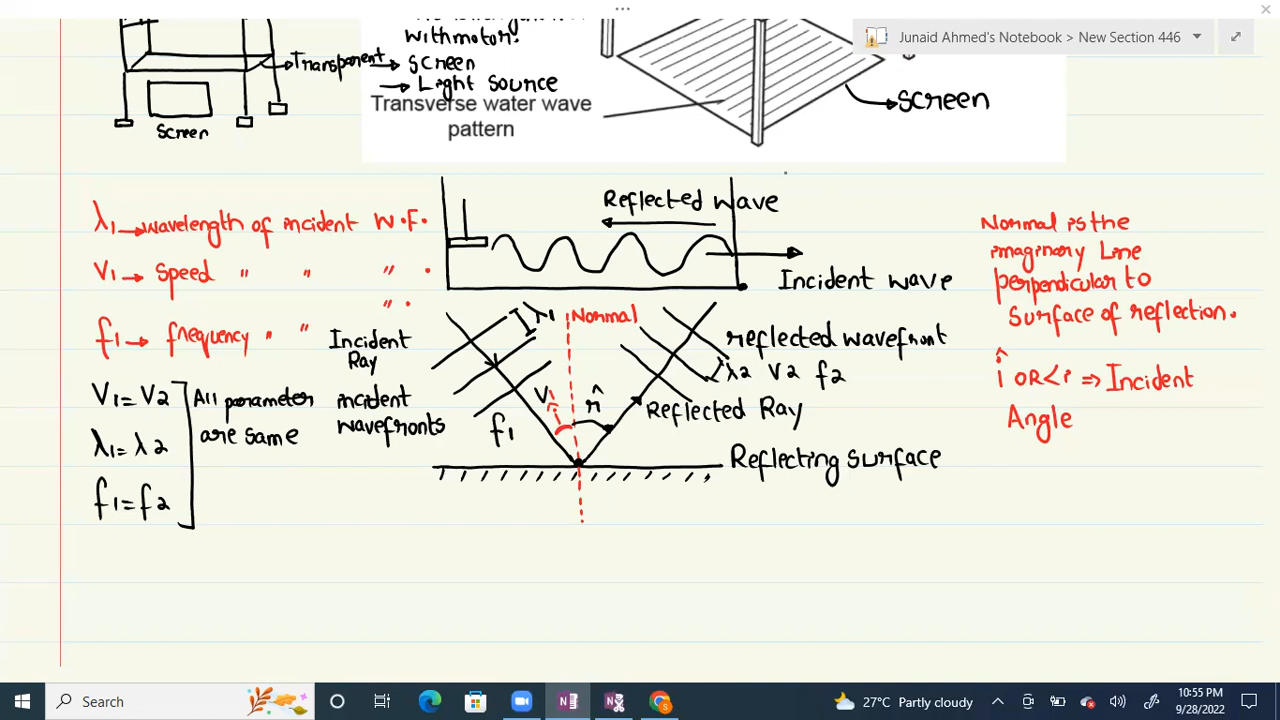 Junaid Ahmed's Notebook > New Section 446
withmotor.
Transparent → screen
→ Light source
Screen
Transverse water wave
pattern
Screen
λ1 → wavelength of incident W.F.
V1 → speed " " " .
f1 → frequency " " " .
V1 = V2
λ1 = λ2
f1 = f2
All parameter
are same
Reflected wave
Incident wave
Incident
Ray
incident
wavefronts
λ1
Normal
V1
f1
î
r̂
reflected wavefront
λ2 V2 f2
Reflected Ray
Reflecting surface
Normal is the
imaginary Line
perpendicular to
surface of reflection.
î OR <i => Incident
Angle
Search
27°C Partly cloudy
10:55 PM
9/28/2022